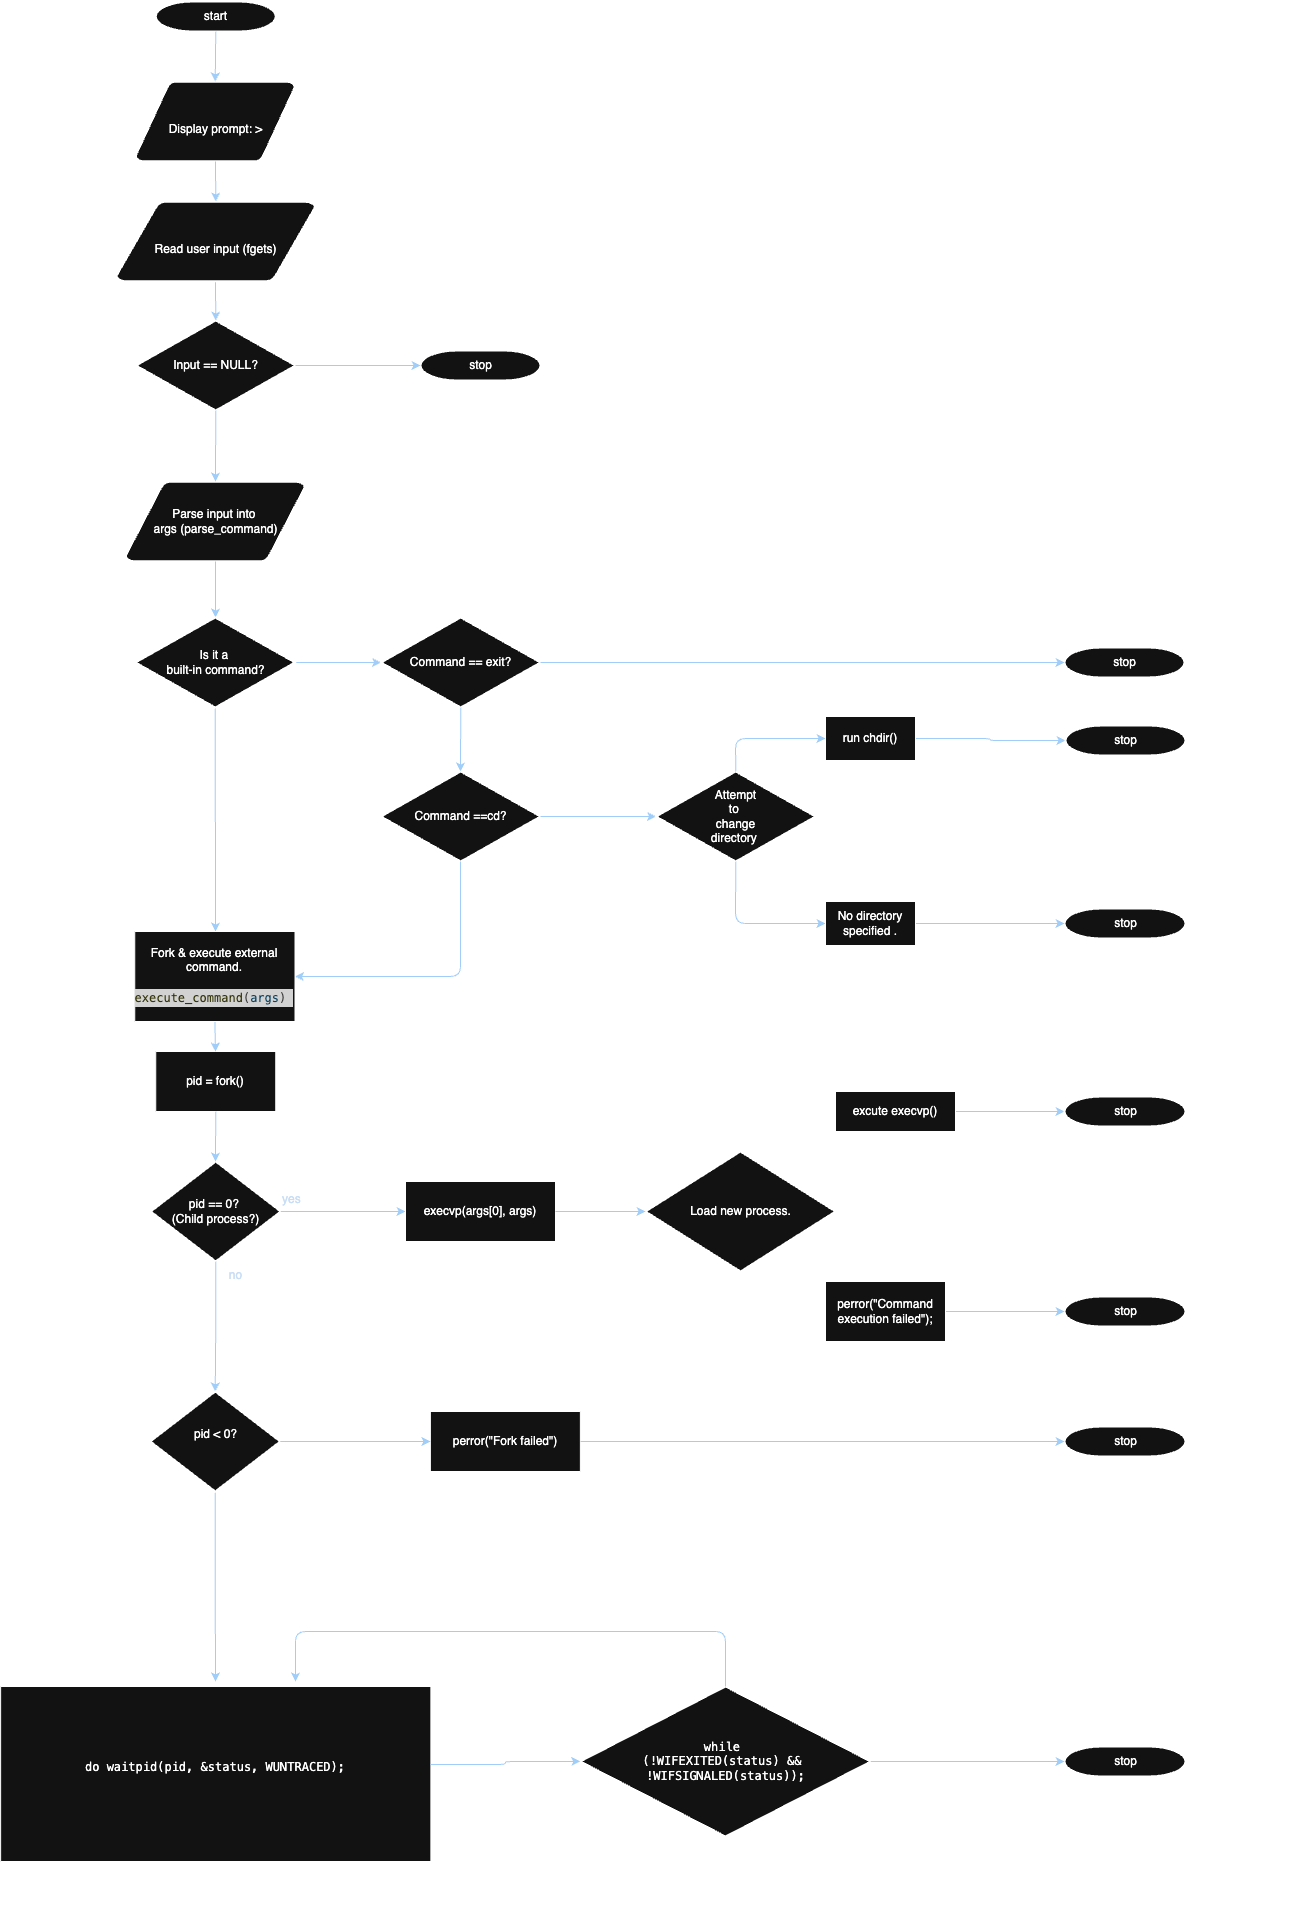 start
Display prompt: >
Read user input (fgets)
Input == NULL?
stop
Parse input into
args (parse_command)
Is it a
built-in command?
Command == exit?
stop
run chdir()
stop
Command ==cd?
Attempt
to
change
directory
No directory
specified .
stop
Fork & execute external
command.
execute_command(args)
pid = fork()
excute execvp()
stop
pid == 0?
(Child process?)
yes
execvp(args[0], args)
Load new process.
no
perror("Command
execution failed");
stop
pid < 0?
perror("Fork failed")
stop
do waitpid(pid, &status, WUNTRACED);
while
(!WIFEXITED(status) &&
!WIFSIGNALED(status));
stop